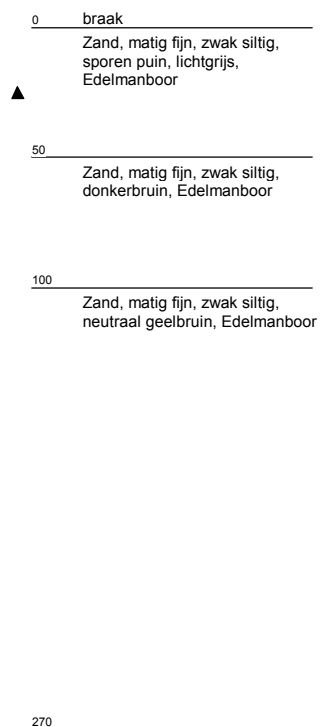 0 braak
Zand, matig fijn, zwak siltig,
sporen puin, lichtgrijs,
Edelmanboor
50
Zand, matig fijn, zwak siltig,
donkerbruin, Edelmanboor
100
Zand, matig fijn, zwak siltig,
neutraal geelbruin, Edelmanboor
270